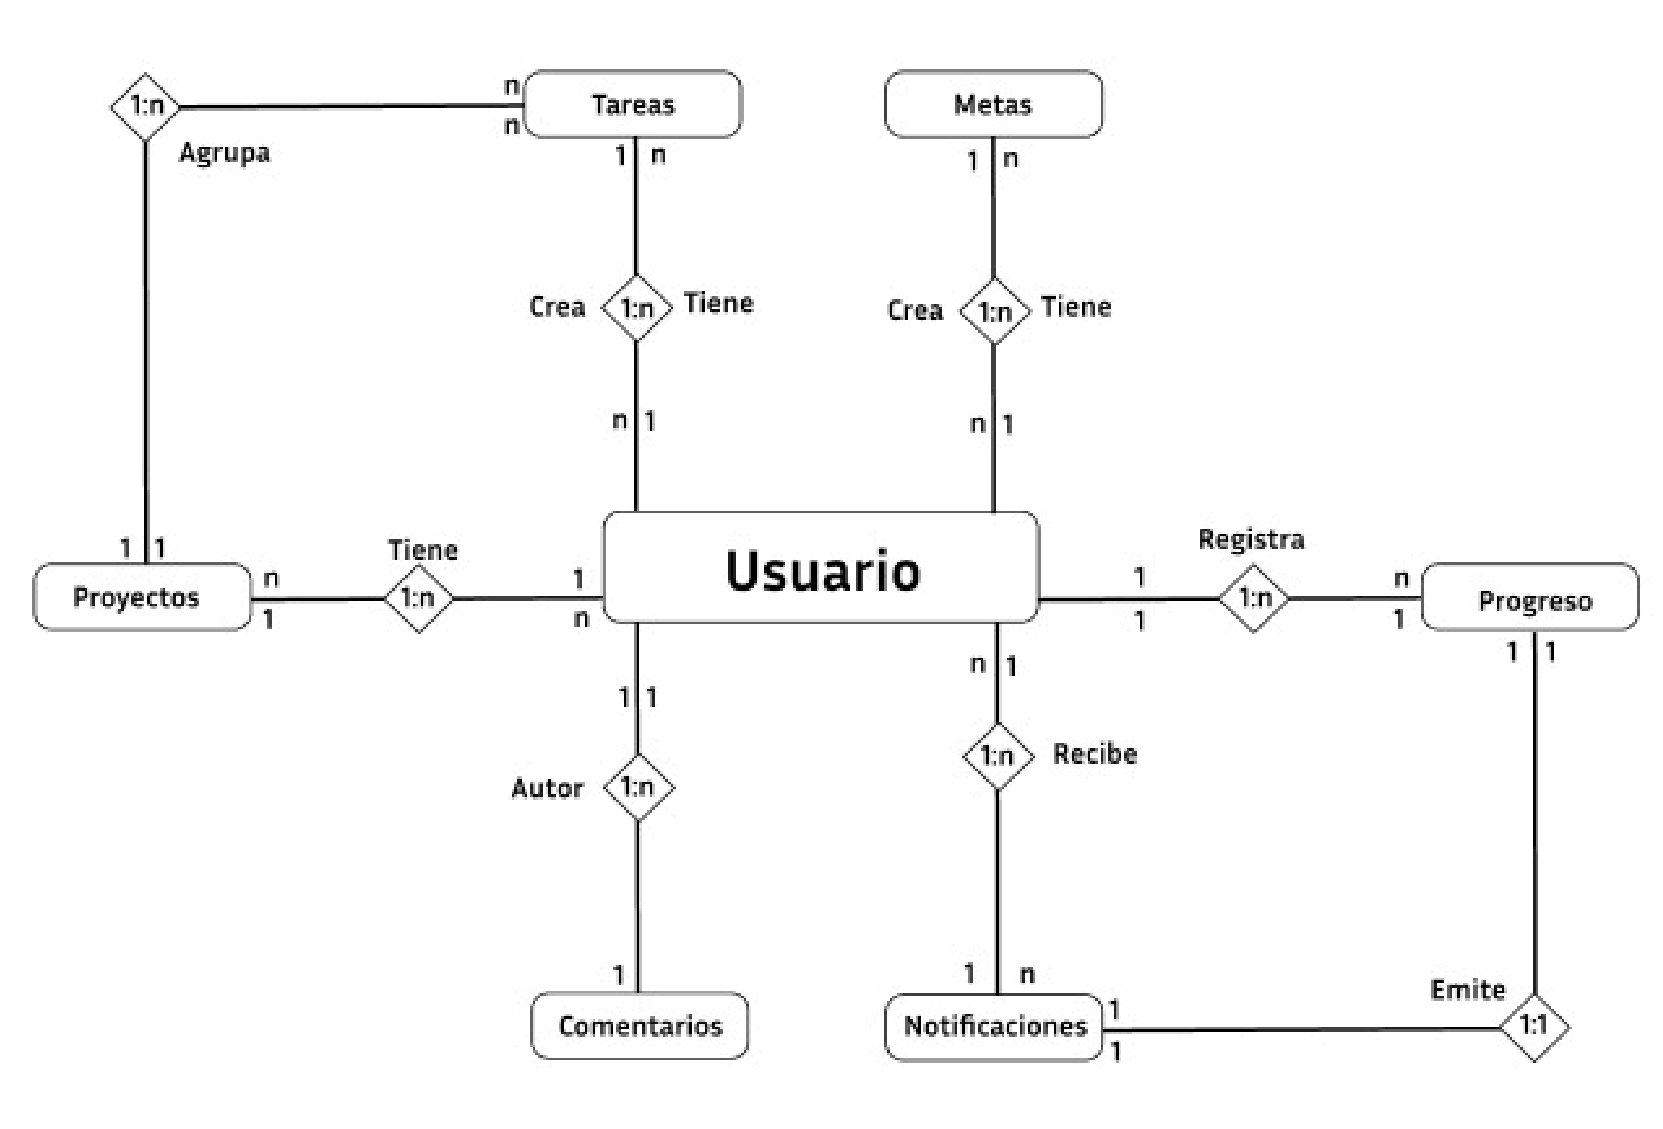 1:n
n
Tareas
Metas
n
Agrupa
1 n
1 n
Crea
1:n
Tiene
Crea
1:n
Tiene
n 1
n 1
1 1
Tiene
Usuario
Registra
Proyectos
n
1:n
1
1
1:n
n
Progreso
1
n
1
1
1 1
n 1
1 1
Autor
1:n
1:n
Recibe
1
1 n
Emite
Comentarios
Notificaciones
1
1:1
1